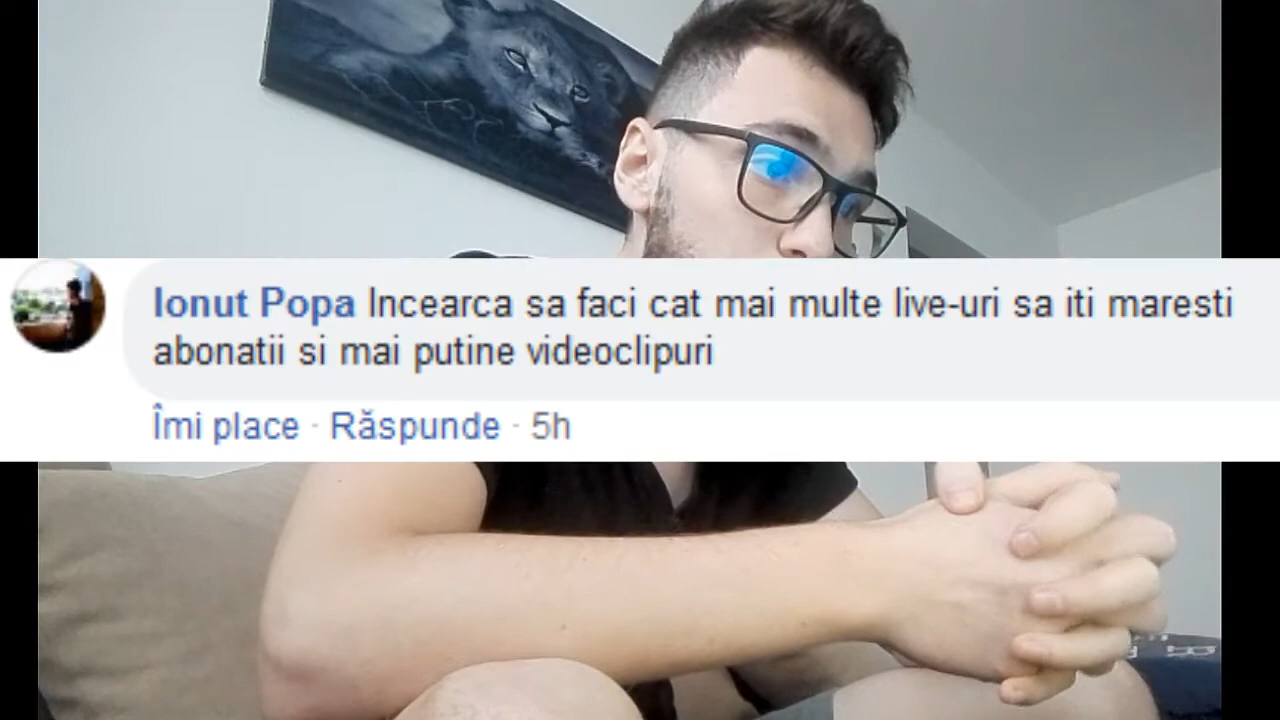 Ionut Popa Incearca sa faci cat mai multe live-uri sa iti maresti
abonatii si mai putine videoclipuri
Îmi place · Răspunde · 5h